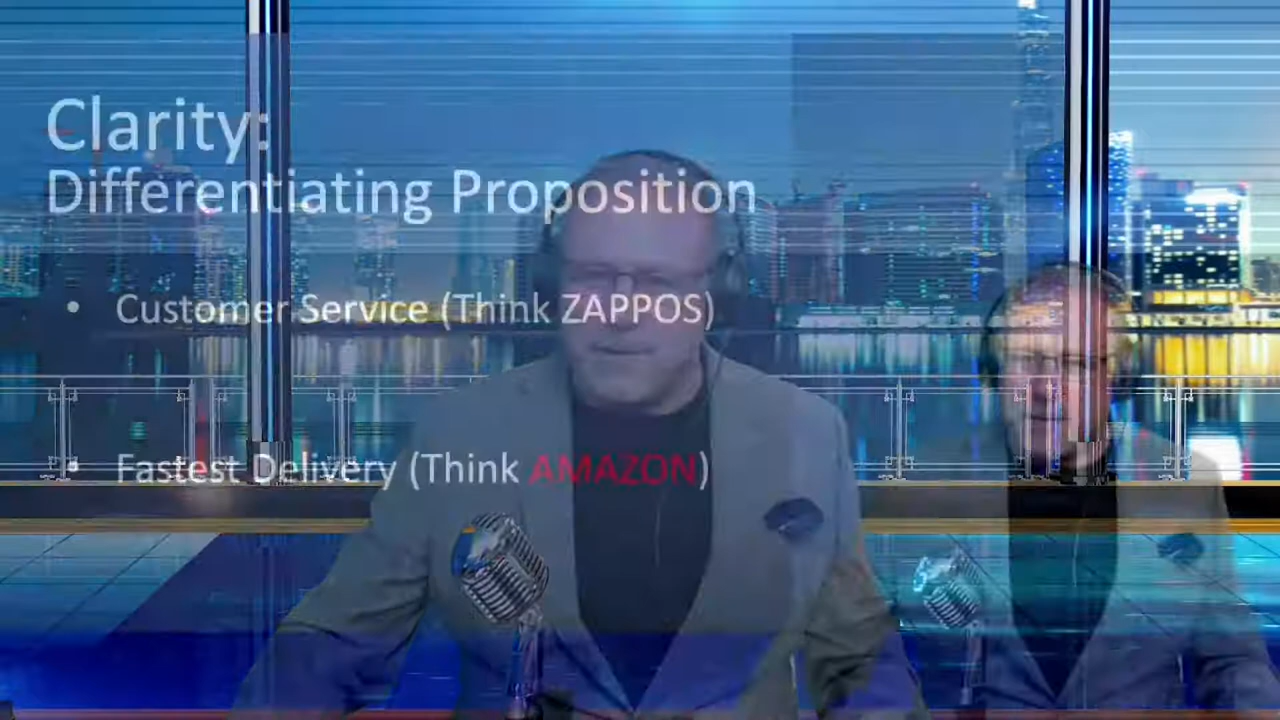 Clarity:
Differentiating Proposition
• Customer Service (Think ZAPPOS)
• Fastest Delivery (Think AMAZON)